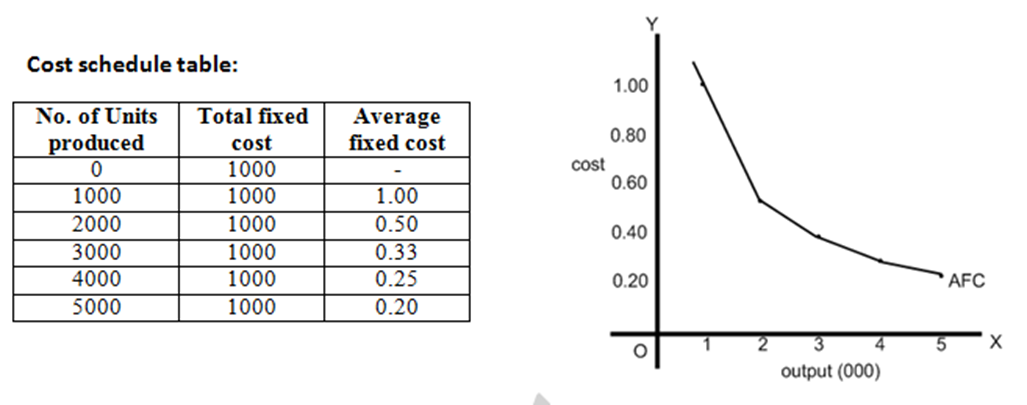 Cost schedule table:
No. of Units produced Total fixed cost Average fixed cost
0 1000 -
1000 1000 1.00
2000 1000 0.50
3000 1000 0.33
4000 1000 0.25
5000 1000 0.20
Y
1.00
0.80
cost
0.60
0.40
0.20
AFC
O
1 2 3 4 5 X
output (000)